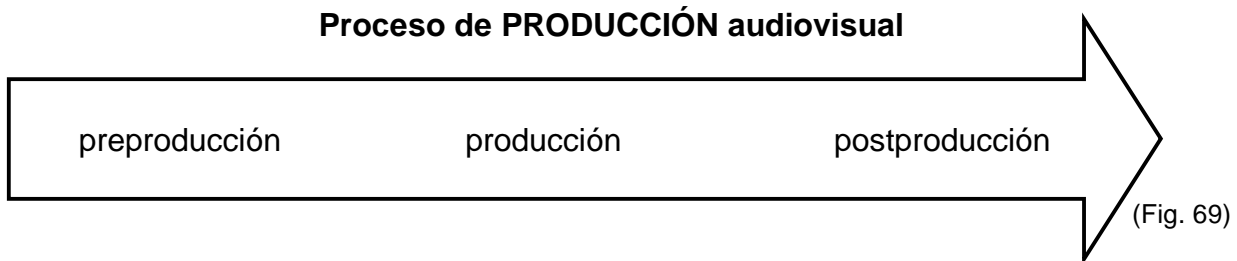 Proceso de PRODUCCIÓN audiovisual
preproducción producción postproducción
(Fig. 69)